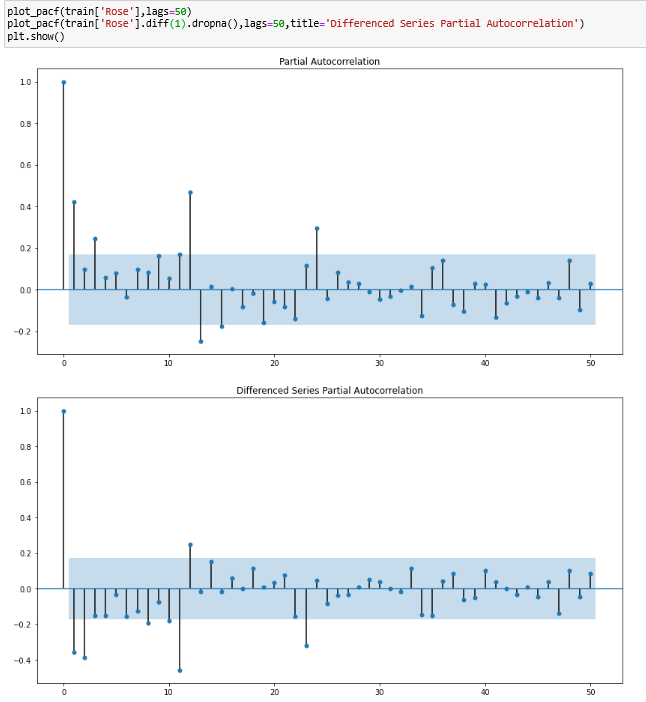 plot_pacf(train['Rose'],lags=50)
plot_pacf(train['Rose'].diff(1).dropna(),lags=50,title='Differenced Series Partial Autocorrelation')
plt.show()
Partial Autocorrelation
1.0
0.8
0.6
0.4
0.2
0.0
−0.2
0 10 20 30 40 50
Differenced Series Partial Autocorrelation
1.0
0.8
0.6
0.4
0.2
0.0
−0.2
−0.4
0 10 20 30 40 50